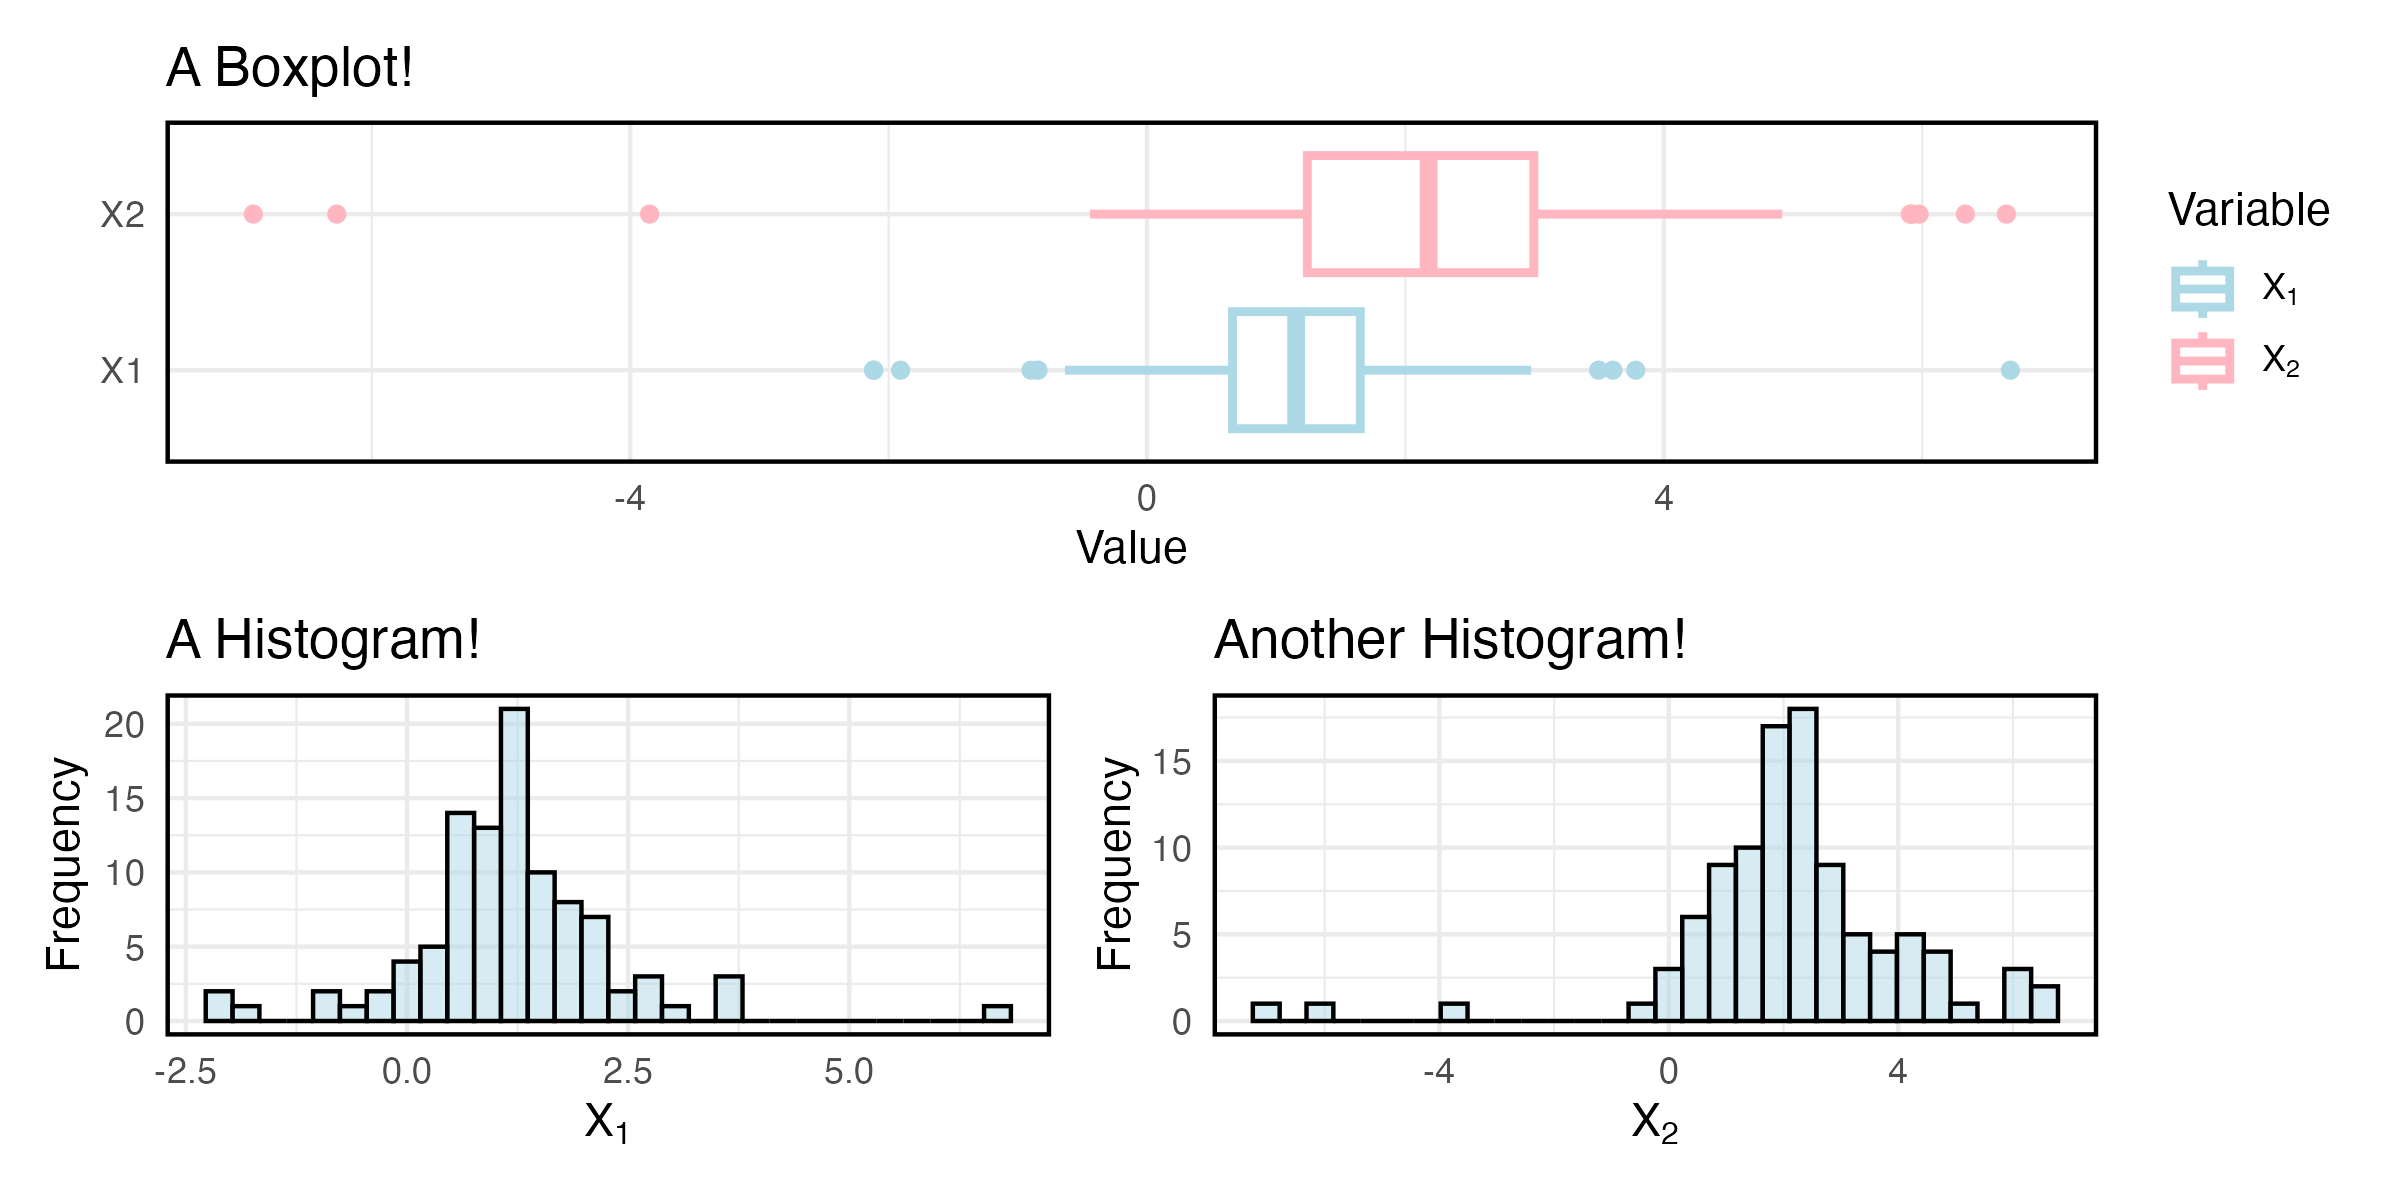 A Boxplot!
X2
X1
-4 0 4
Value
Variable
X₁
X₂
A Histogram!
20
15
10
5
0
Frequency
-2.5 0.0 2.5 5.0
X₁
Another Histogram!
15
10
5
0
Frequency
-4 0 4
X₂